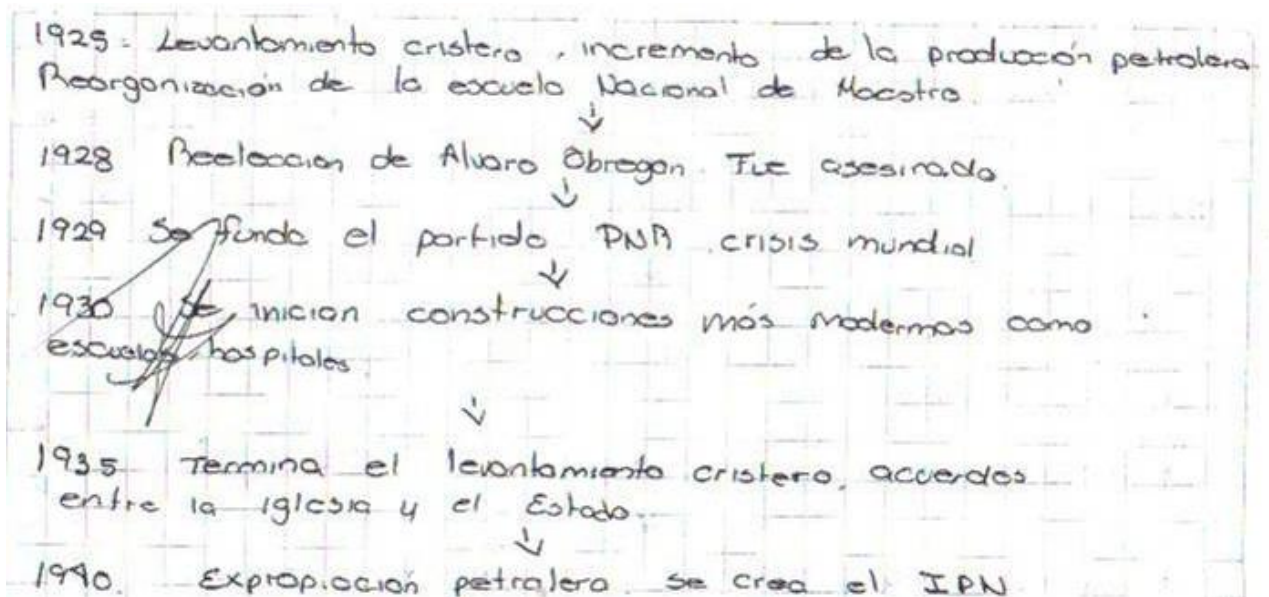 1925. Levantamiento cristero, incremento de la producción petrolera.
Reorganización de la escuela Nacional de Maestro.
1928 Reeleccion de Alvaro Obregon. Fue asesinado.
1929 Se funda el partido PNR. crisis mundial
1930 Se inician construcciones más modernas como
escuelas, hospitales.
1935 Termina el levantamiento cristero, acuerdos
entre la iglesia y el Estado.
1940. Expropiación petrolera. se crea el IPN.